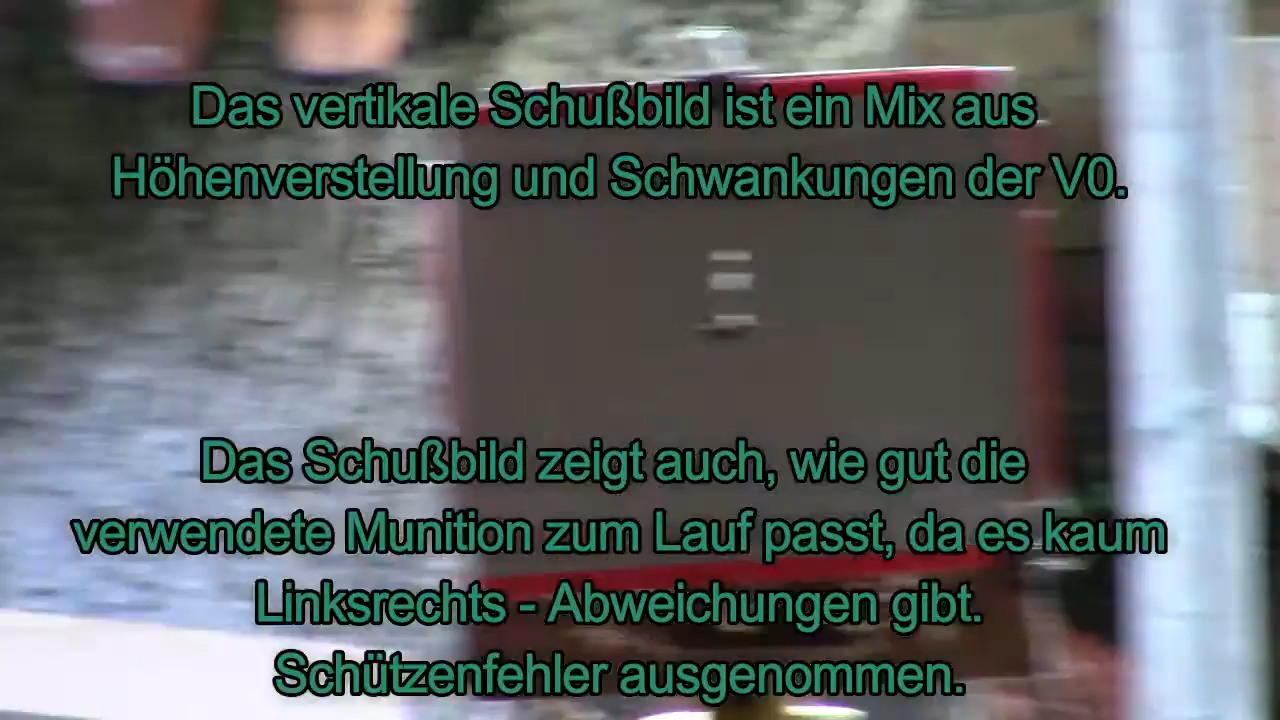 Das vertikale Schußbild ist ein Mix aus
Höhenverstellung und Schwankungen der V0.
Das Schußbild zeigt auch, wie gut die
verwendete Munition zum Lauf passt, da es kaum
Linksrechts - Abweichungen gibt.
Schützenfehler ausgenommen.